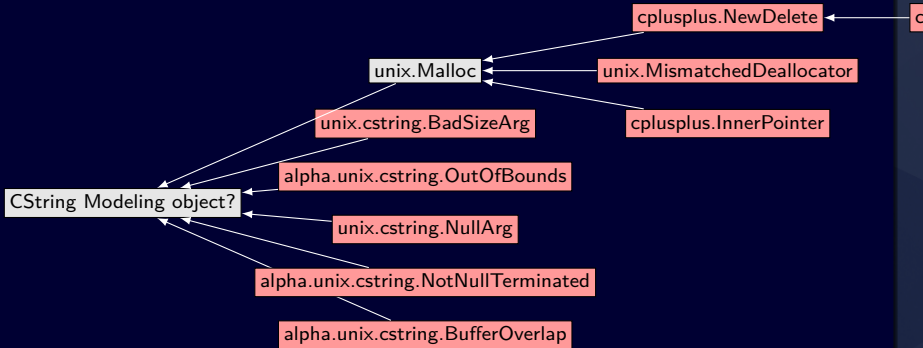 cplusplus.NewDelete
c
unix.Malloc
unix.MismatchedDeallocator
unix.cstring.BadSizeArg
cplusplus.InnerPointer
alpha.unix.cstring.OutOfBounds
CString Modeling object?
unix.cstring.NullArg
alpha.unix.cstring.NotNullTerminated
alpha.unix.cstring.BufferOverlap